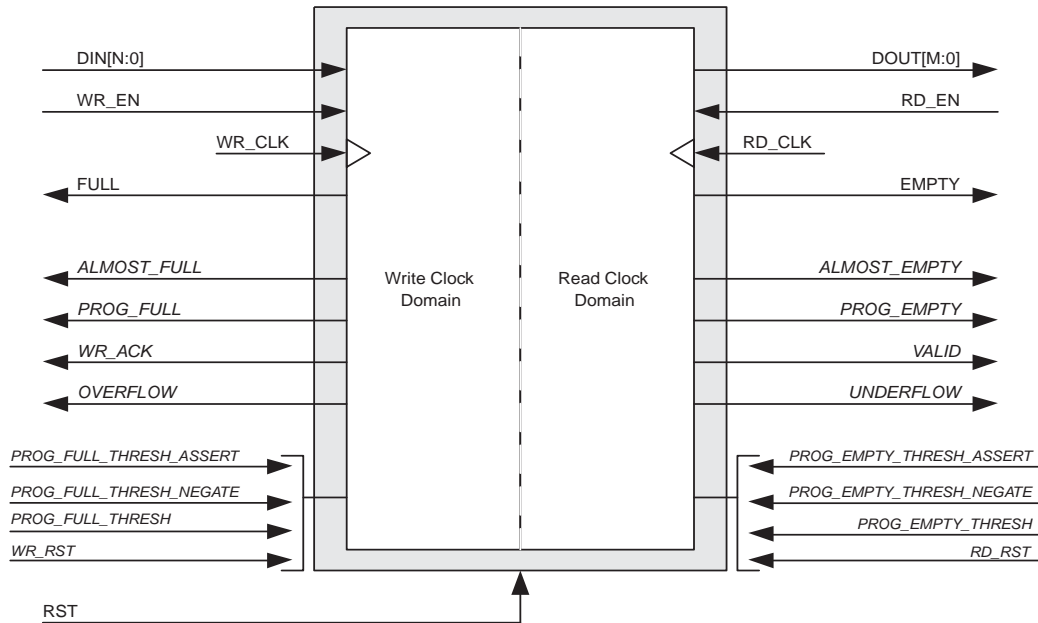 DIN[N:0]
DOUT[M:0]
WR_EN
RD_EN
WR_CLK
RD_CLK
FULL
EMPTY
ALMOST_FULL
Write Clock
Domain
Read Clock
Domain
ALMOST_EMPTY
PROG_FULL
PROG_EMPTY
WR_ACK
VALID
OVERFLOW
UNDERFLOW
PROG_FULL_THRESH_ASSERT
PROG_EMPTY_THRESH_ASSERT
PROG_FULL_THRESH_NEGATE
PROG_EMPTY_THRESH_NEGATE
PROG_FULL_THRESH
PROG_EMPTY_THRESH
WR_RST
RD_RST
RST